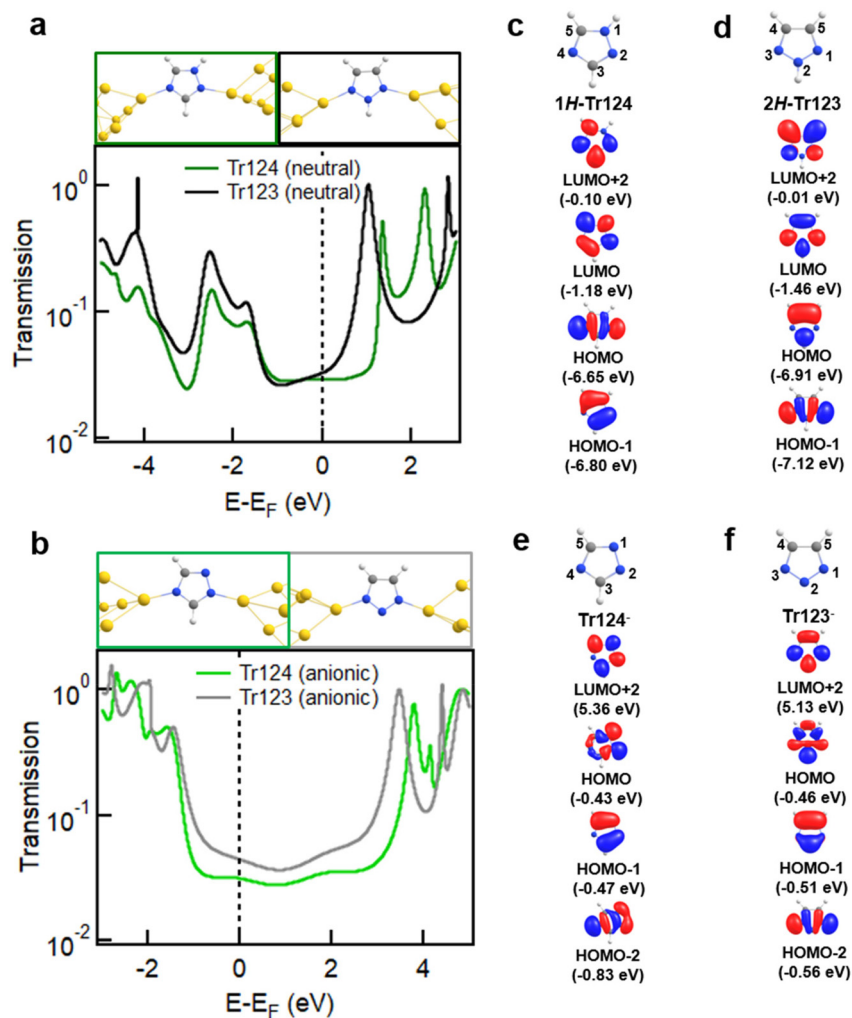 a
Tr124 (neutral)
Tr123 (neutral)
10^0
10^-1
10^-2
Transmission
-4
-2
0
2
E-E_F (eV)
b
Tr124 (anionic)
Tr123 (anionic)
10^0
10^-1
10^-2
Transmission
-2
0
2
4
E-E_F (eV)
c
5
1
4
2
3
1H-Tr124
LUMO+2
(-0.10 eV)
LUMO
(-1.18 eV)
HOMO
(-6.65 eV)
HOMO-1
(-6.80 eV)
d
4
5
3
1
2
2H-Tr123
LUMO+2
(-0.01 eV)
LUMO
(-1.46 eV)
HOMO
(-6.91 eV)
HOMO-1
(-7.12 eV)
e
5
1
4
2
3
Tr124-
LUMO+2
(5.36 eV)
HOMO
(-0.43 eV)
HOMO-1
(-0.47 eV)
HOMO-2
(-0.83 eV)
f
4
5
3
1
2
Tr123-
LUMO+2
(5.13 eV)
HOMO
(-0.46 eV)
HOMO-1
(-0.51 eV)
HOMO-2
(-0.56 eV)